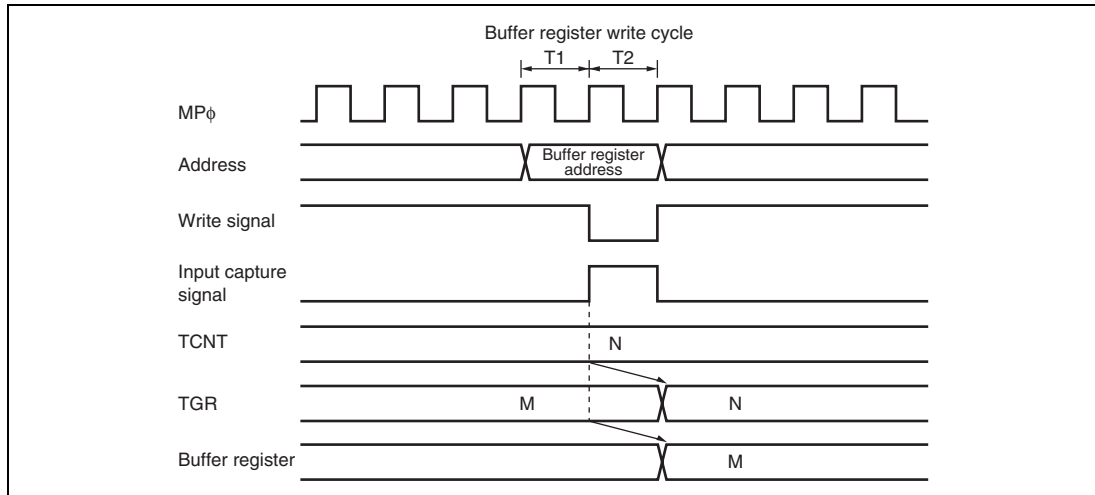 Buffer register write cycle
T1 T2
MPϕ
Address
Buffer register
address
Write signal
Input capture
signal
TCNT
N
TGR
M N
Buffer register
M